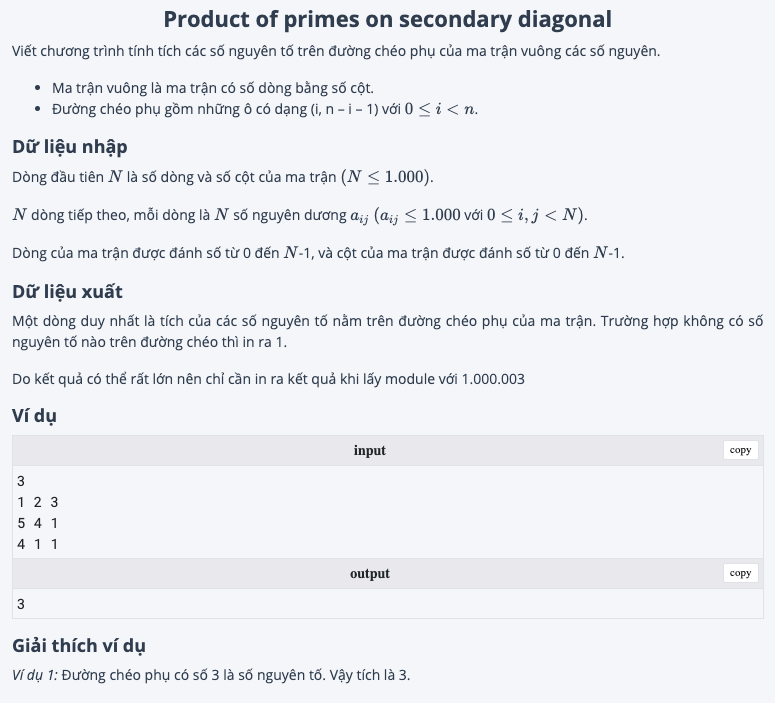 Product of primes on secondary diagonal
Viết chương trình tính tích các số nguyên tố trên đường chéo phụ của ma trận vuông các số nguyên.
• Ma trận vuông là ma trận có số dòng bằng số cột.
• Đường chéo phụ gồm những ô có dạng (i, n – i – 1) với 0 ≤ i < n.
Dữ liệu nhập
Dòng đầu tiên N là số dòng và số cột của ma trận (N ≤ 1.000).
N dòng tiếp theo, mỗi dòng là N số nguyên dương aij (aij ≤ 1.000 với 0 ≤ i, j < N).
Dòng của ma trận được đánh số từ 0 đến N-1, và cột của ma trận được đánh số từ 0 đến N-1.
Dữ liệu xuất
Một dòng duy nhất là tích của các số nguyên tố nằm trên đường chéo phụ của ma trận. Trường hợp không có số
nguyên tố nào trên đường chéo thì in ra 1.
Do kết quả có thể rất lớn nên chỉ cần in ra kết quả khi lấy module với 1.000.003
Ví dụ
input copy
3
1 2 3
5 4 1
4 1 1
output copy
3
Giải thích ví dụ
Ví dụ 1: Đường chéo phụ có số 3 là số nguyên tố. Vậy tích là 3.